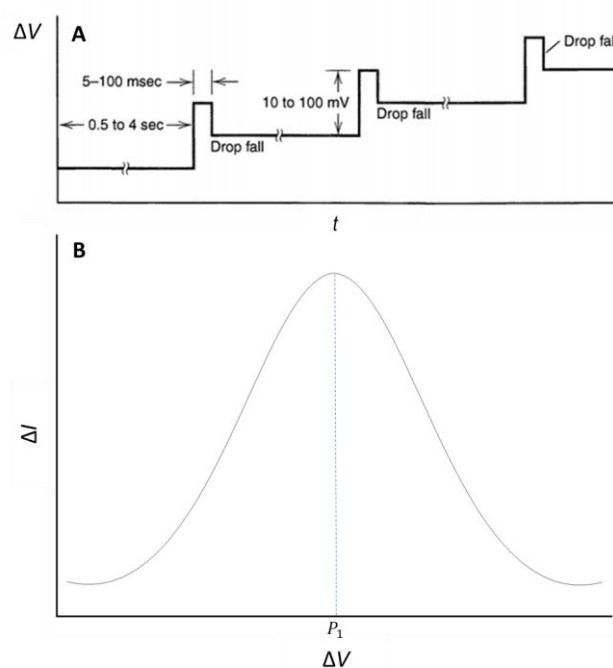 ΔV
A
Drop fal
5–100 msec
10 to 100 mV
0.5 to 4 sec
Drop fall
Drop fall
t
B
ΔI
P₁
ΔV